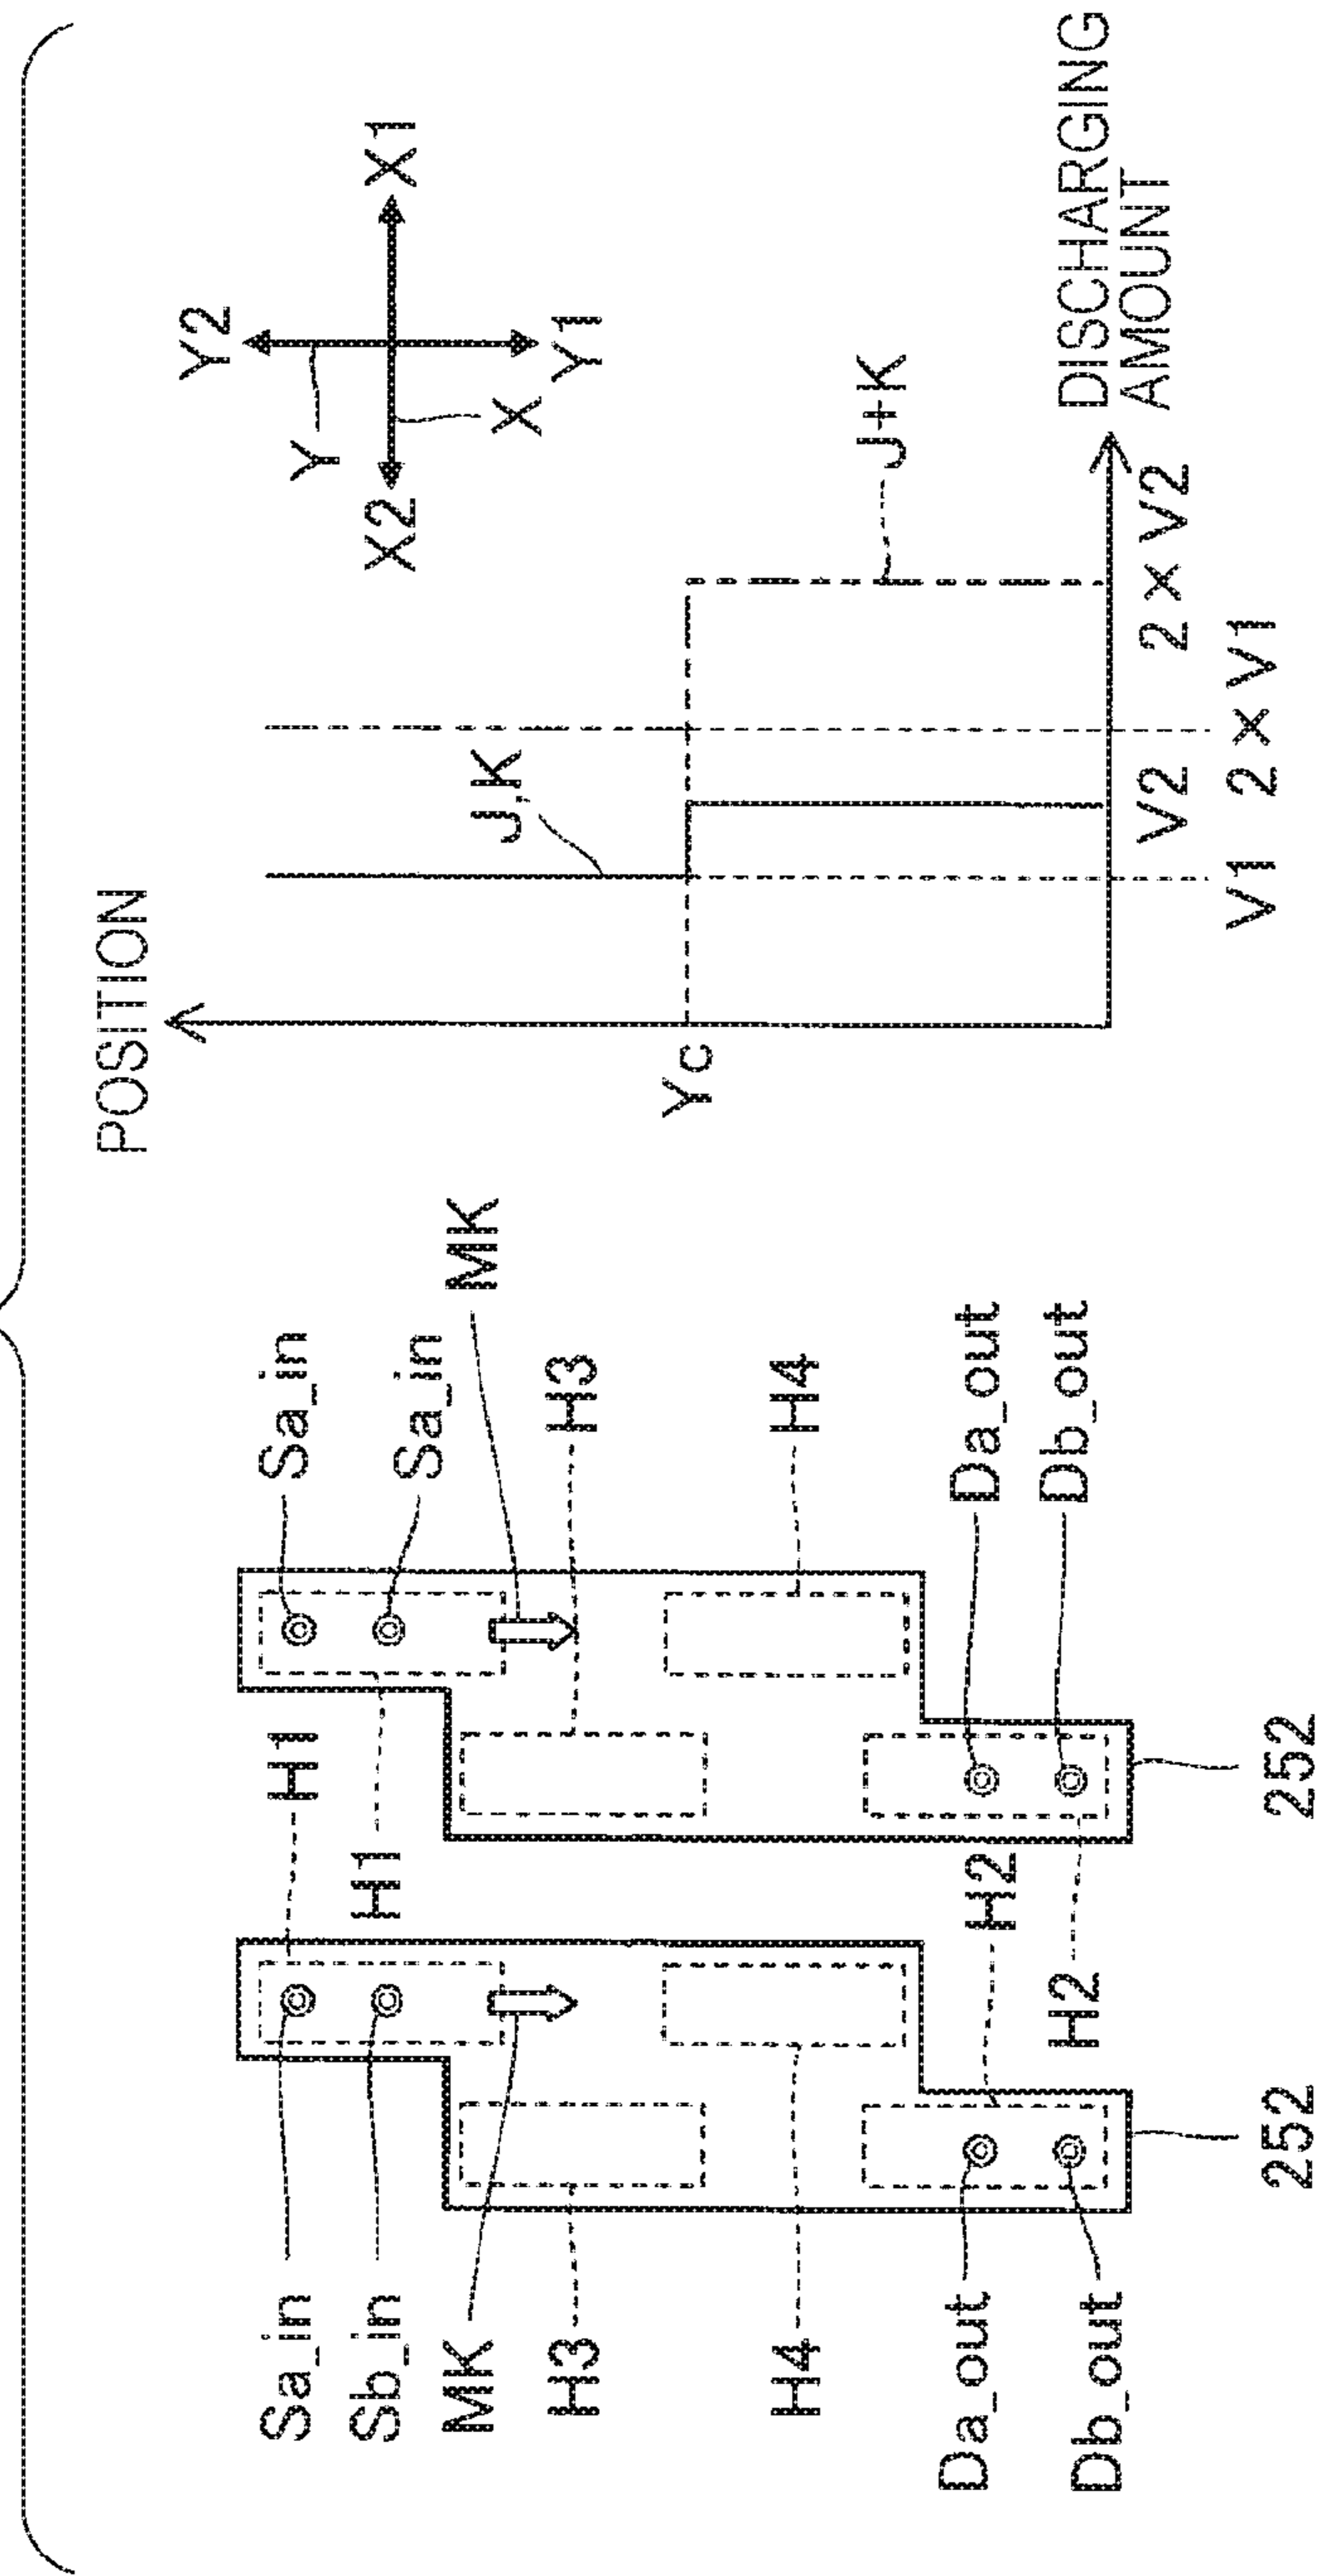 Sa_in
Sb_in
MK
H3
H4
Da_out
Db_out
252
H1
H1
H2
H2
252
Sa_in
Sa_in
MK
H3
H4
Da_out
Db_out
POSITION
Yc
J,K
J+K
V1
V2
2 × V1
2 × V2
DISCHARGING
AMOUNT
Y2
Y
X2
X1
X
Y1